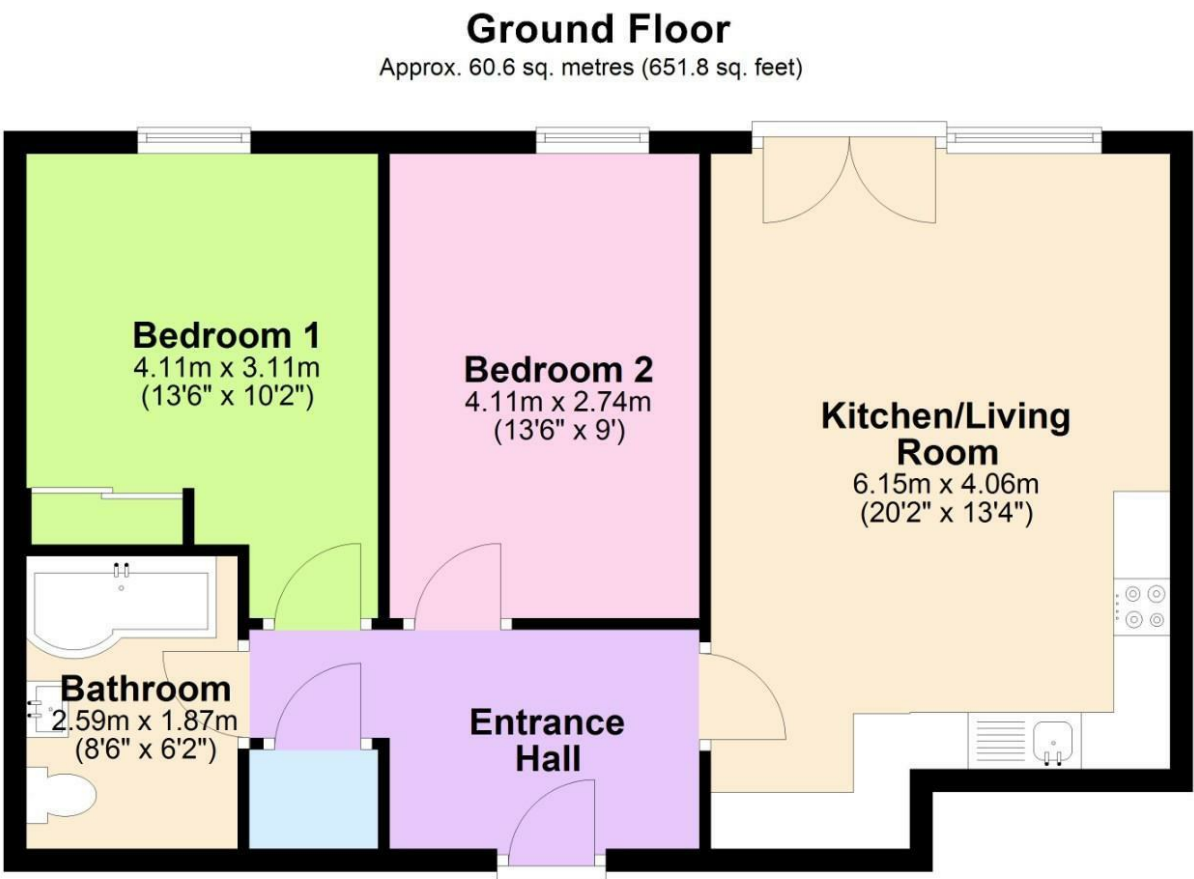 Ground Floor
Approx. 60.6 sq. metres (651.8 sq. feet)
Bedroom 1
4.11m x 3.11m
(13'6" x 10'2")
Bedroom 2
4.11m x 2.74m
(13'6" x 9')
Kitchen/Living
Room
6.15m x 4.06m
(20'2" x 13'4")
Bathroom
2.59m x 1.87m
(8'6" x 6'2")
Entrance
Hall